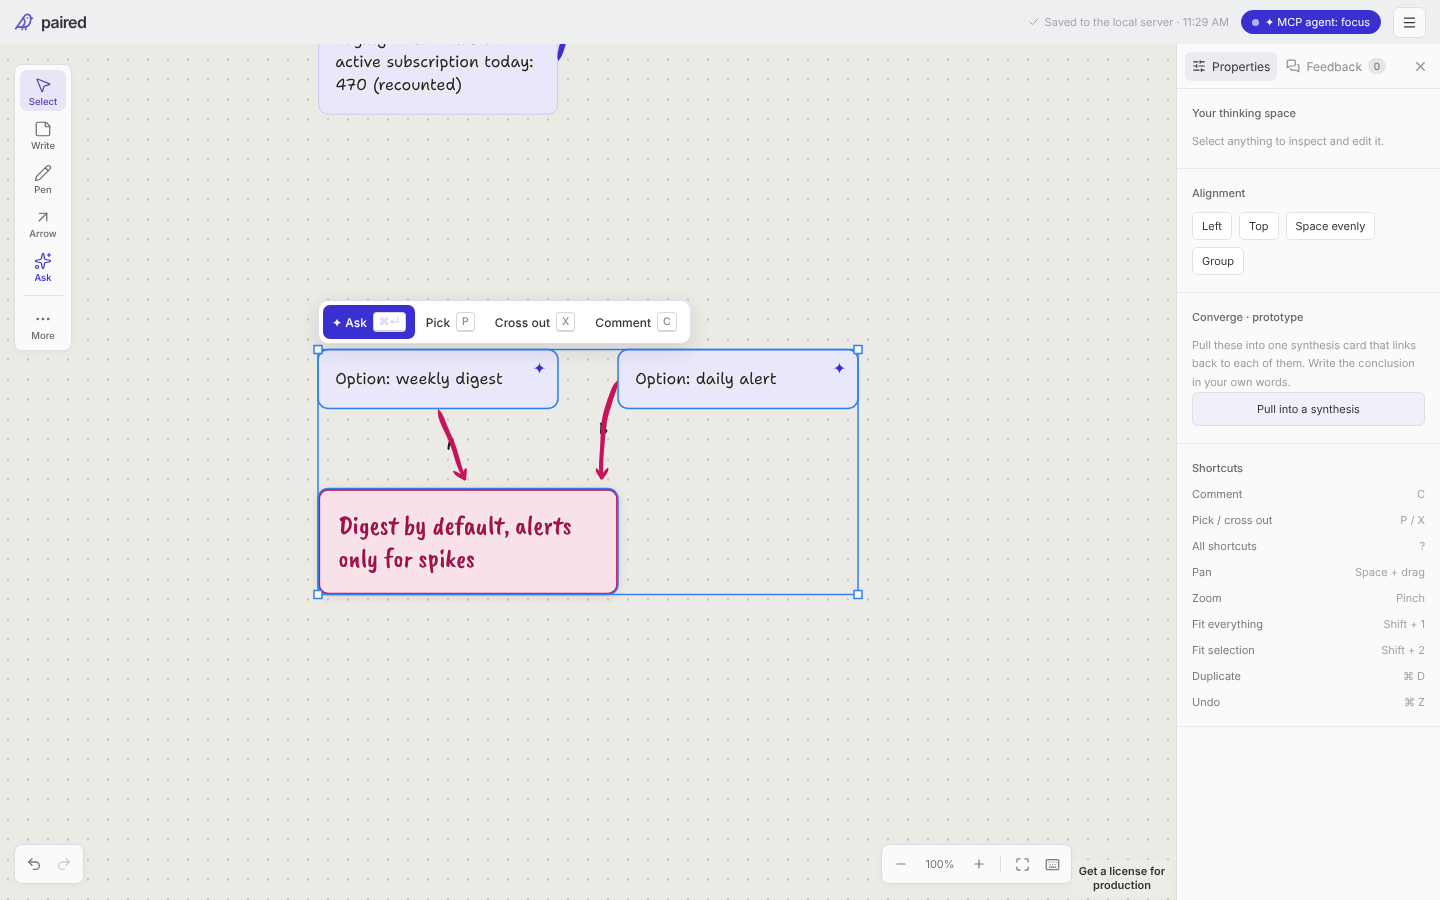 paired
Saved to the local server · 11:29 AM
✦ MCP agent: focus
Select
Write
Pen
Arrow
Ask
More
active subscription today:
470 (recounted)
✦ Ask ⌘↵ Pick P Cross out X Comment C
Option: weekly digest ✦
Option: daily alert ✦
Digest by default, alerts
only for spikes
100%
Get a license for
production
Properties
Feedback 0
Your thinking space
Select anything to inspect and edit it.
Alignment
Left Top Space evenly
Group
Converge · prototype
Pull these into one synthesis card that links
back to each of them. Write the conclusion
in your own words.
Pull into a synthesis
Shortcuts
Comment C
Pick / cross out P / X
All shortcuts ?
Pan Space + drag
Zoom Pinch
Fit everything Shift + 1
Fit selection Shift + 2
Duplicate ⌘ D
Undo ⌘ Z